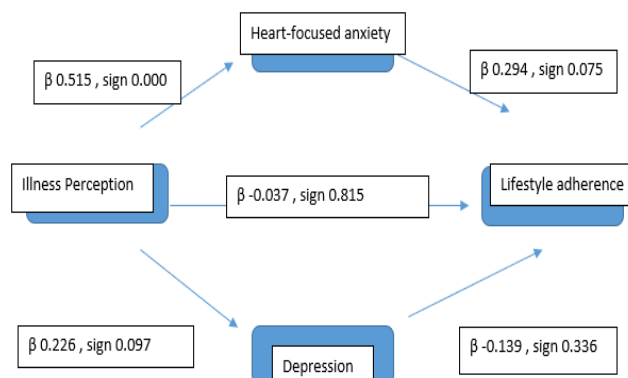 Heart-focused anxiety
β 0.515 , sign 0.000
β 0.294 , sign 0.075
Illness Perception
β -0.037 , sign 0.815
Lifestyle adherence
β 0.226 , sign 0.097
Depression
β -0.139 , sign 0.336